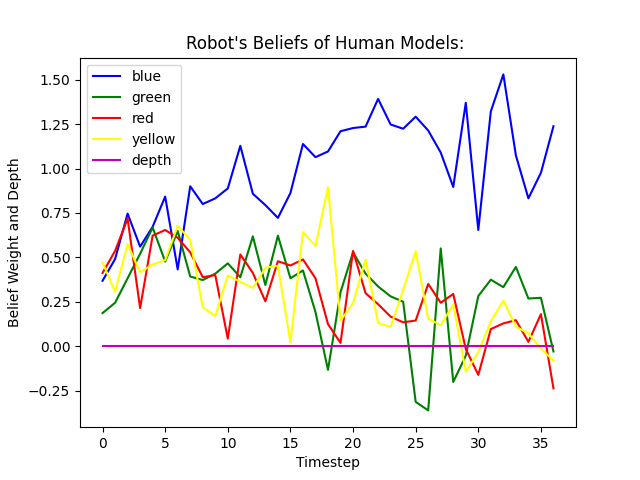 Robot's Beliefs of Human Models:
blue
green
red
yellow
depth
1.50
1.25
1.00
0.75
0.50
0.25
0.00
−0.25
Belief Weight and Depth
0 5 10 15 20 25 30 35
Timestep